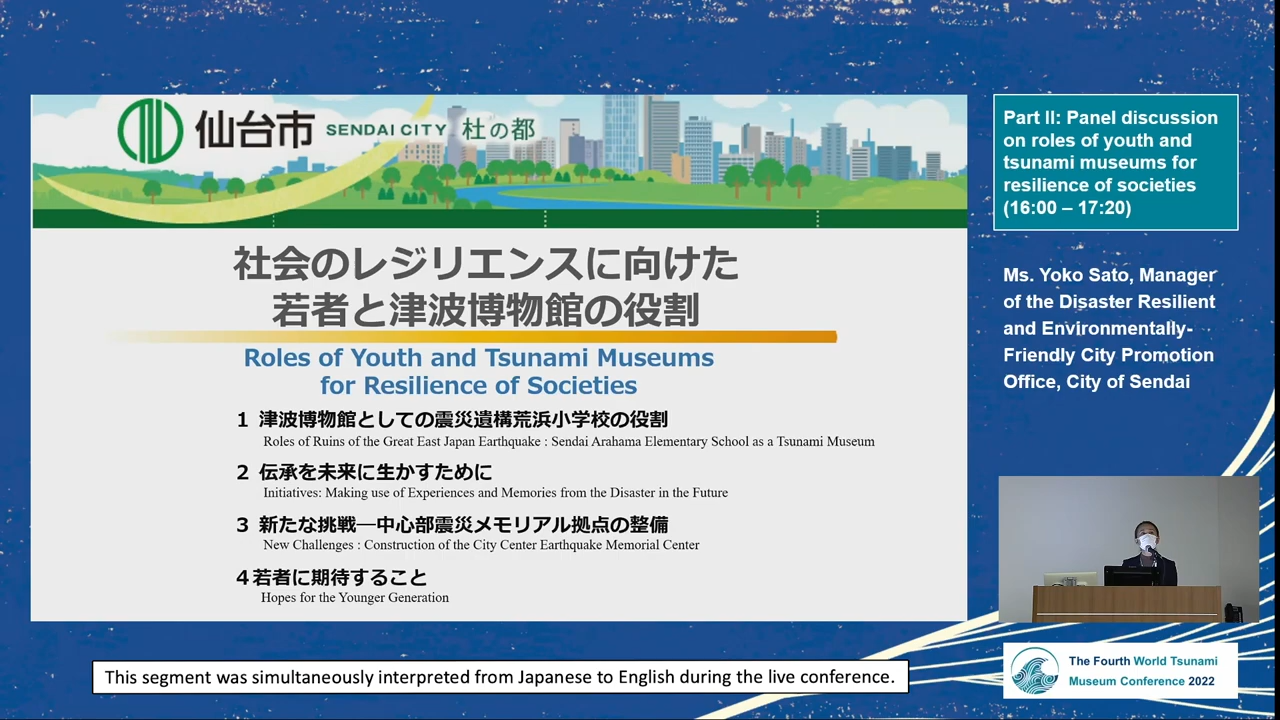 仙台市 SENDAI CITY 杜の都
社会のレジリエンスに向けた
若者と津波博物館の役割
Roles of Youth and Tsunami Museums
for Resilience of Societies
1 津波博物館としての震災遺構荒浜小学校の役割
Roles of Ruins of the Great East Japan Earthquake : Sendai Arahama Elementary School as a Tsunami Museum
2 伝承を未来に生かすために
Initiatives: Making use of Experiences and Memories from the Disaster in the Future
3 新たな挑戦―中心部震災メモリアル拠点の整備
New Challenges : Construction of the City Center Earthquake Memorial Center
4若者に期待すること
Hopes for the Younger Generation
Part II: Panel discussion
on roles of youth and
tsunami museums for
resilience of societies
(16:00 – 17:20)
Ms. Yoko Sato, Manager
of the Disaster Resilient
and Environmentally-
Friendly City Promotion
Office, City of Sendai
This segment was simultaneously interpreted from Japanese to English during the live conference.
The Fourth World Tsunami
Museum Conference 2022